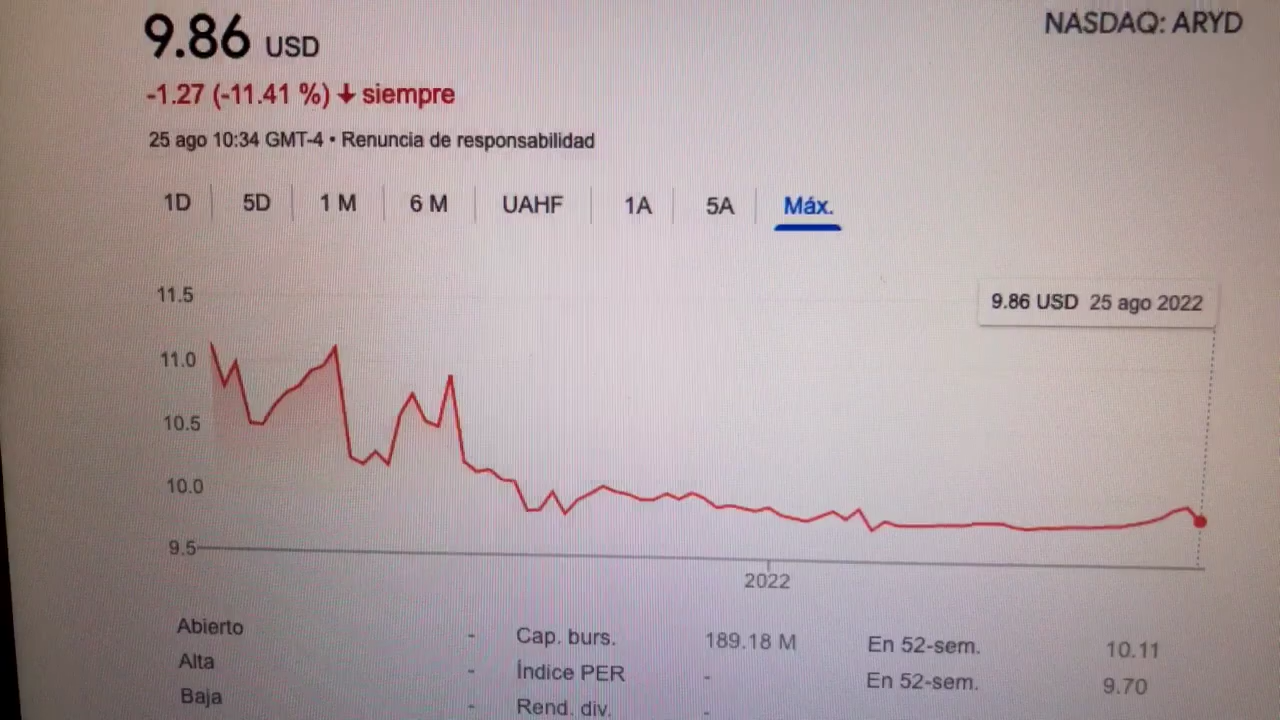 9.86 USD
NASDAQ: ARYD
-1.27 (-11.41 %) ↓ siempre
25 ago 10:34 GMT-4 • Renuncia de responsabilidad
1D 5D 1 M 6 M UAHF 1A 5A Máx.
11.5
9.86 USD 25 ago 2022
11.0
10.5
10.0
9.5
2022
Abierto - Cap. burs. 189.18 M En 52-sem. 10.11
Alta - Índice PER - En 52-sem. 9.70
Baja - Rend. div. -